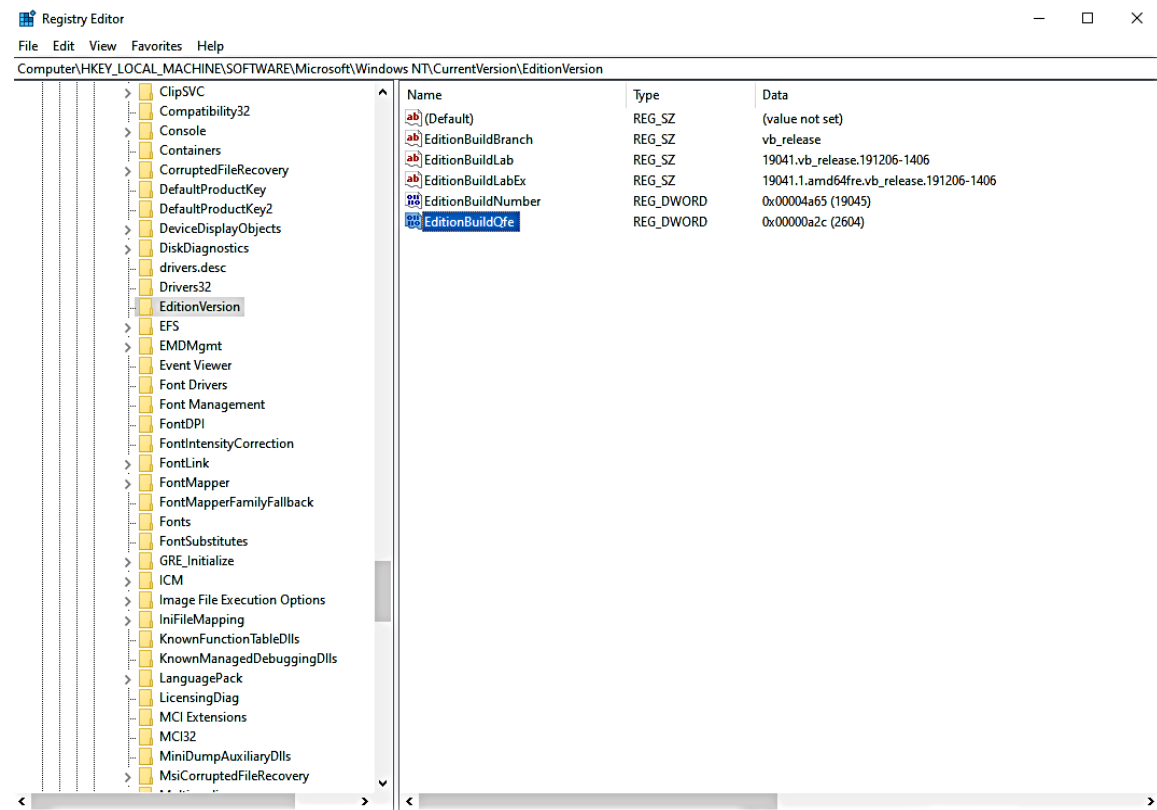 Registry Editor
File Edit View Favorites Help
Computer\HKEY_LOCAL_MACHINE\SOFTWARE\Microsoft\Windows NT\CurrentVersion\EditionVersion
ClipSVC
Compatibility32
Console
Containers
CorruptedFileRecovery
DefaultProductKey
DefaultProductKey2
DeviceDisplayObjects
DiskDiagnostics
drivers.desc
Drivers32
EditionVersion
EFS
EMDMgmt
Event Viewer
Font Drivers
Font Management
FontDPI
FontIntensityCorrection
FontLink
FontMapper
FontMapperFamilyFallback
Fonts
FontSubstitutes
GRE_Initialize
ICM
Image File Execution Options
IniFileMapping
KnownFunctionTableDlls
KnownManagedDebuggingDlls
LanguagePack
LicensingDiag
MCI Extensions
MCI32
MiniDumpAuxiliaryDlls
MsiCorruptedFileRecovery
Name Type Data
(Default) REG_SZ (value not set)
EditionBuildBranch REG_SZ vb_release
EditionBuildLab REG_SZ 19041.vb_release.191206-1406
EditionBuildLabEx REG_SZ 19041.1.amd64fre.vb_release.191206-1406
EditionBuildNumber REG_DWORD 0x00004a65 (19045)
EditionBuildQfe REG_DWORD 0x00000a2c (2604)